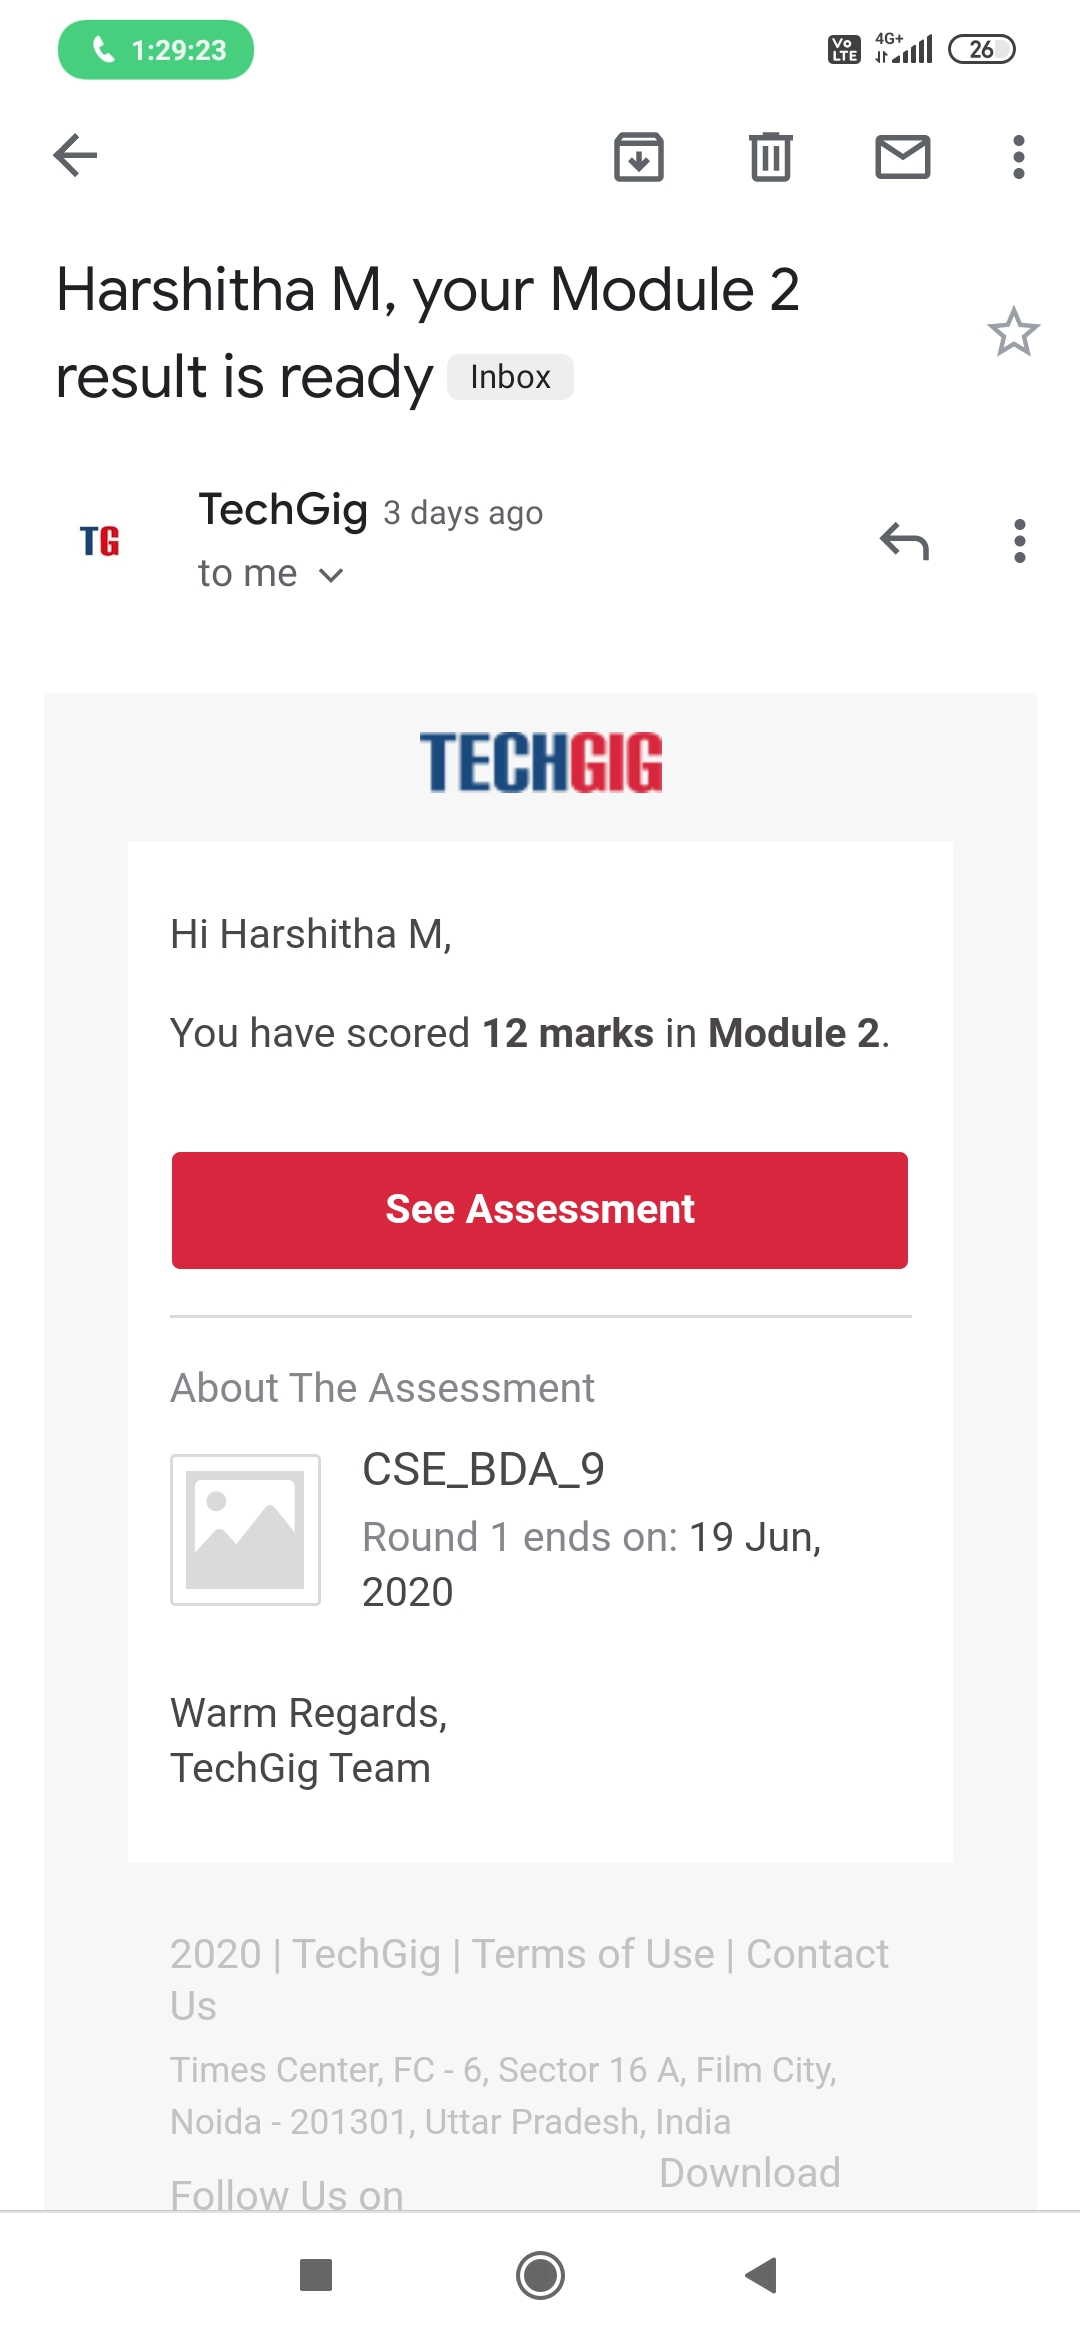 1:29:23
Vo LTE 4G+ 26
Harshitha M, your Module 2
result is ready Inbox
TG
TechGig 3 days ago
to me
TECHGIG
Hi Harshitha M,
You have scored 12 marks in Module 2.
See Assessment
About The Assessment
CSE_BDA_9
Round 1 ends on: 19 Jun,
2020
Warm Regards,
TechGig Team
2020 | TechGig | Terms of Use | Contact
Us
Times Center, FC - 6, Sector 16 A, Film City,
Noida - 201301, Uttar Pradesh, India
Download
Follow Us on